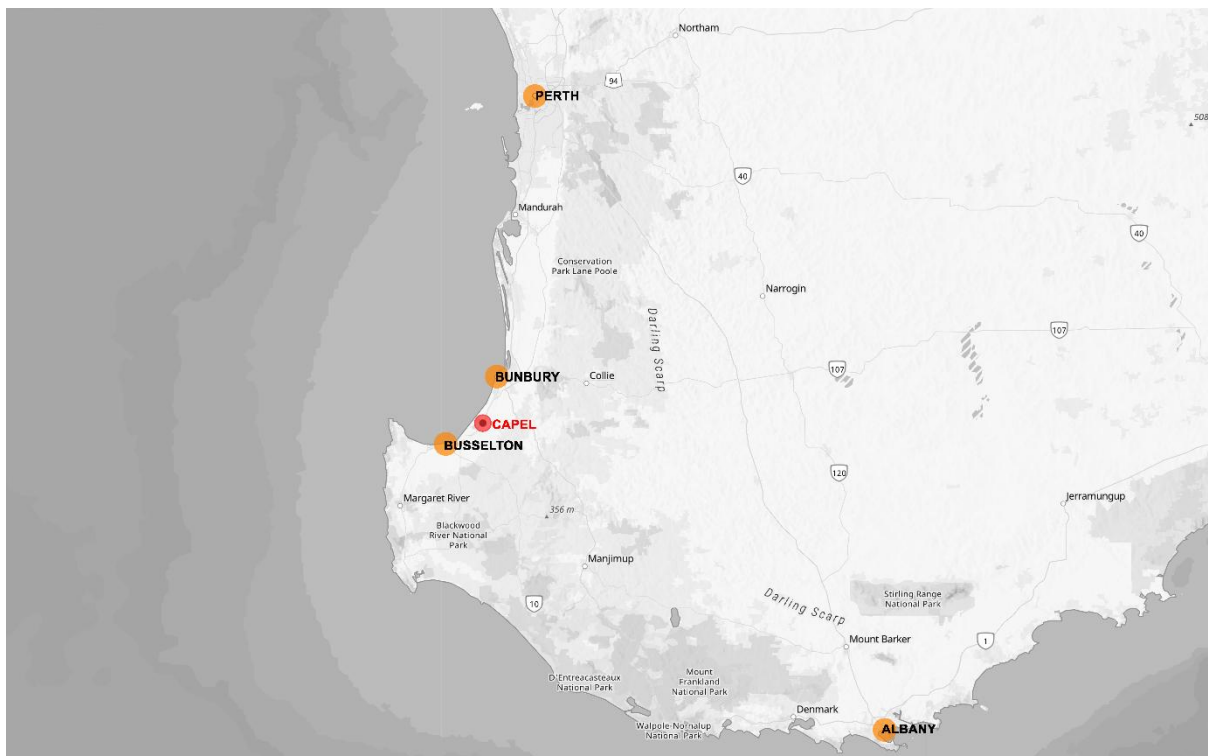 Northam
94
PERTH
508
40
Mandurah
40
Conservation
Park Lane Poole
Narrogin
Darling Scarp
107
107
BUNBURY
Collie
CAPEL
BUSSELTON
120
Margaret River
Jerramungup
356 m
Blackwood
River National
Park
Manjimup
Darling Scarp
Stirling Range
National Park
10
Mount Barker
1
D'Entrecasteaux
National Park
Mount
Frankland
National Park
Denmark
Walpole-Nornalup
National Park
ALBANY